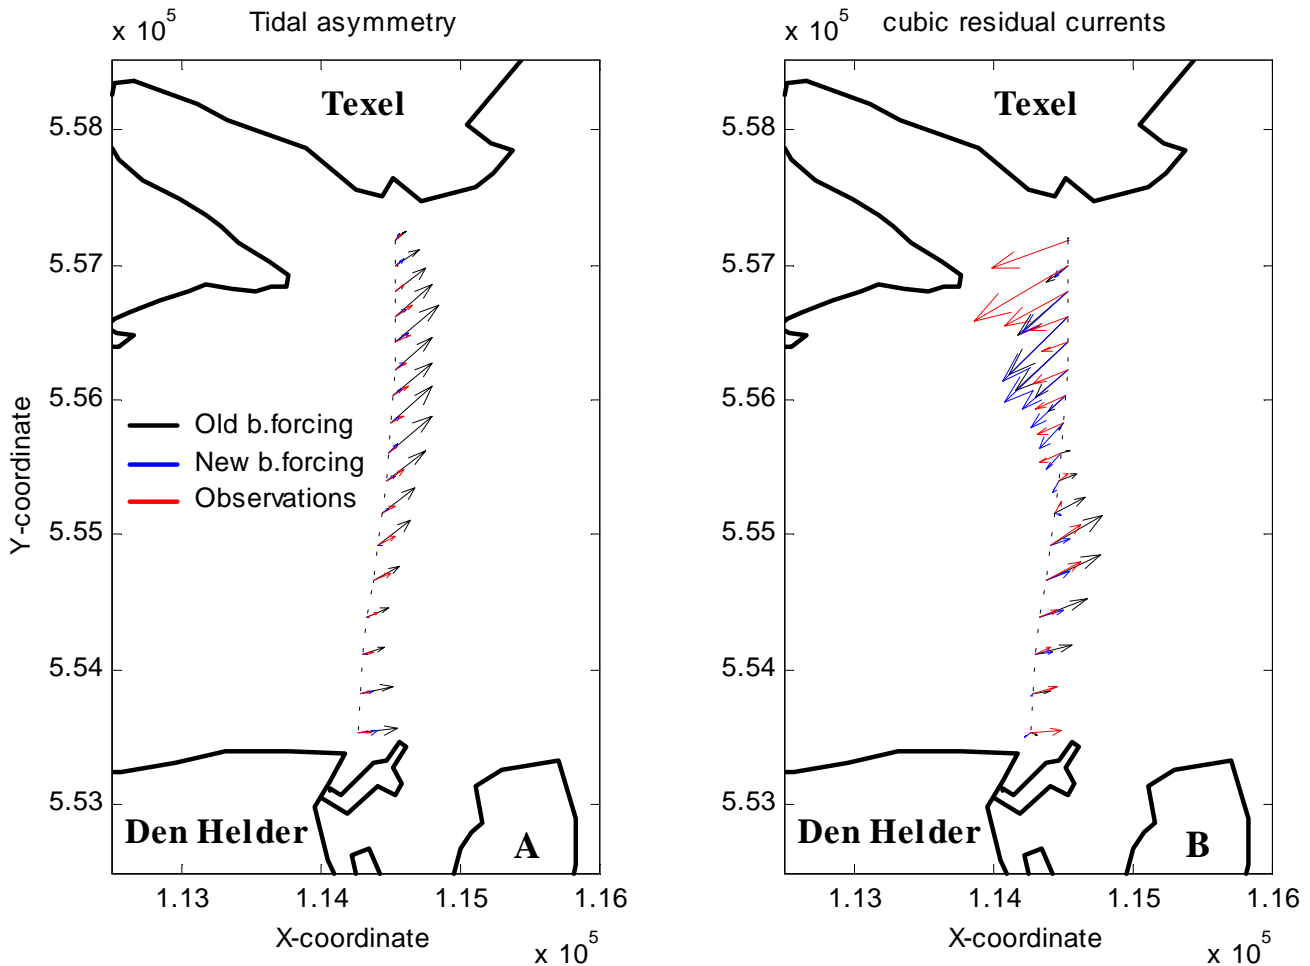 Tidal asymmetry
x 10^5
Texel
5.58
5.57
5.56
5.55
5.54
5.53
Y-coordinate
Old b.forcing
New b.forcing
Observations
Den Helder
A
1.13
1.14
1.15
1.16
X-coordinate
x 10^5
cubic residual currents
x 10^5
Texel
5.58
5.57
5.56
5.55
5.54
5.53
Den Helder
B
1.13
1.14
1.15
1.16
X-coordinate
x 10^5